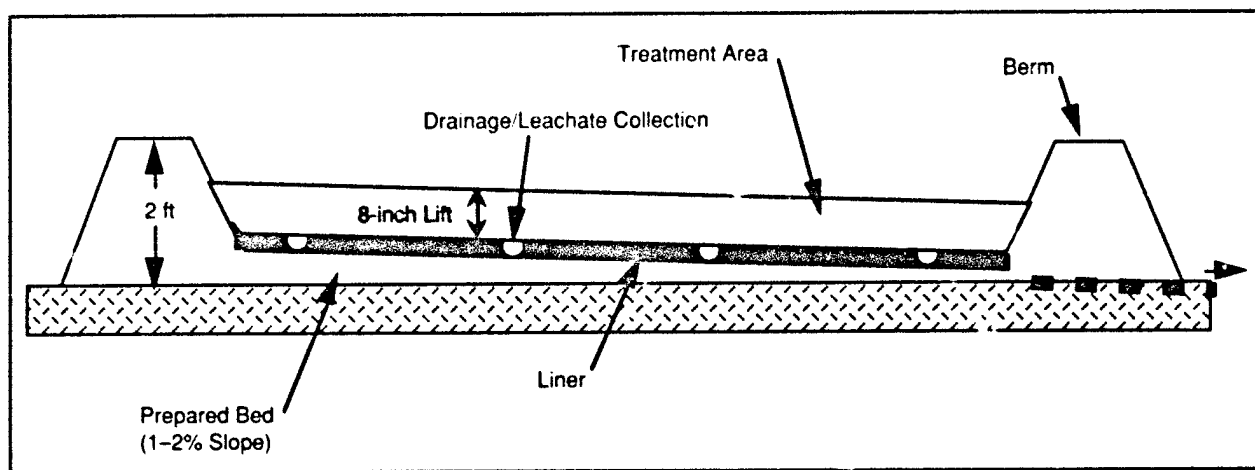 Treatment Area
Berm
Drainage/Leachate Collection
2 ft
8-inch Lift
Liner
Prepared Bed
(1–2% Slope)